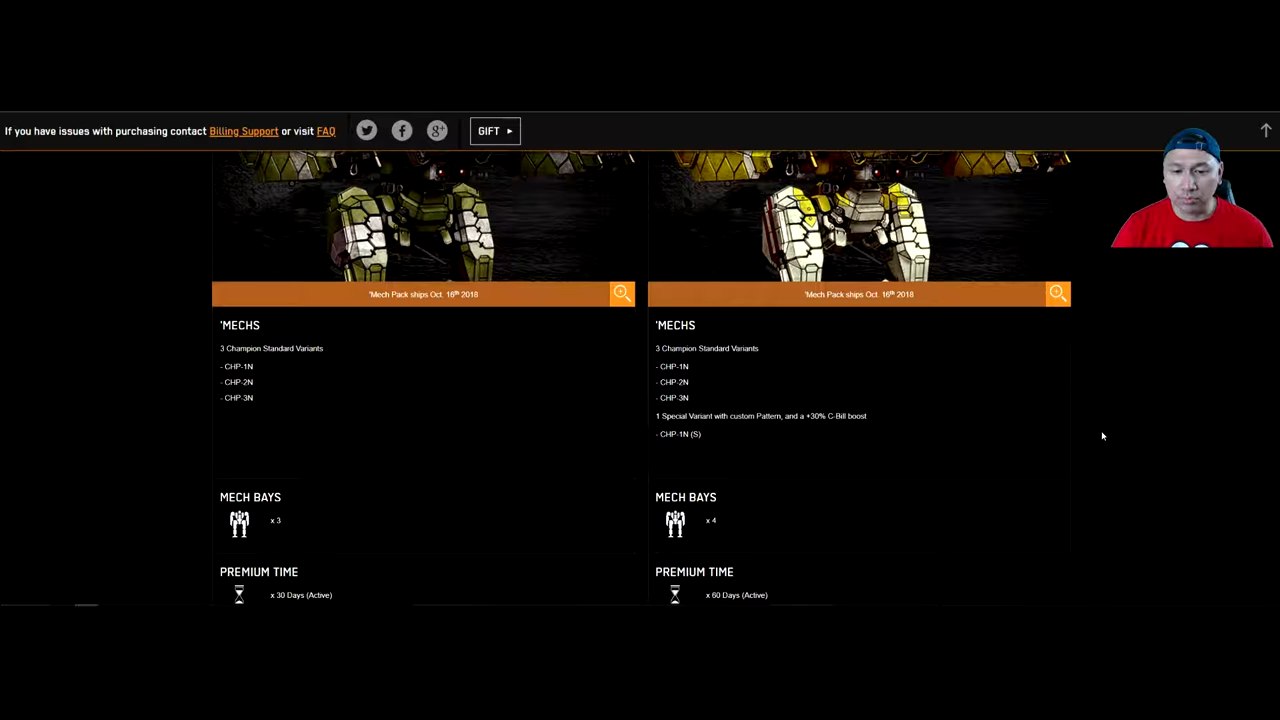 If you have issues with purchasing contact Billing Support or visit FAQ
GIFT
'Mech Pack ships Oct. 16th 2018
'MECHS
3 Champion Standard Variants
- CHP-1N
- CHP-2N
- CHP-3N
MECH BAYS
x 3
PREMIUM TIME
x 30 Days (Active)
'Mech Pack ships Oct. 16th 2018
'MECHS
3 Champion Standard Variants
- CHP-1N
- CHP-2N
- CHP-3N
1 Special Variant with custom Pattern, and a +30% C-Bill boost
- CHP-1N (S)
MECH BAYS
x 4
PREMIUM TIME
x 60 Days (Active)